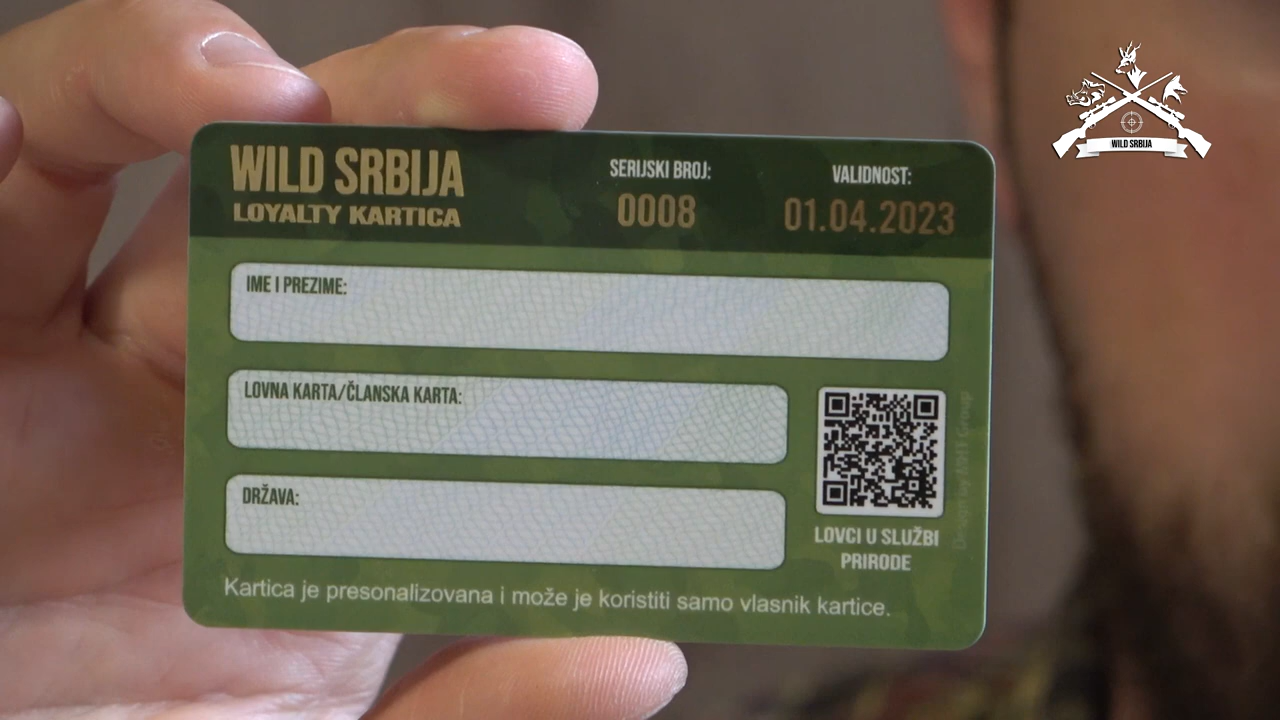 WILD SRBIJA
WILD SRBIJA
LOYALTY KARTICA
SERIJSKI BROJ:
0008
VALIDNOST:
01.04.2023
IME I PREZIME:
LOVNA KARTA/ČLANSKA KARTA:
DRŽAVA:
LOVCI U SLUŽBI
PRIRODE
Kartica je presonalizovana i može je koristiti samo vlasnik kartice.